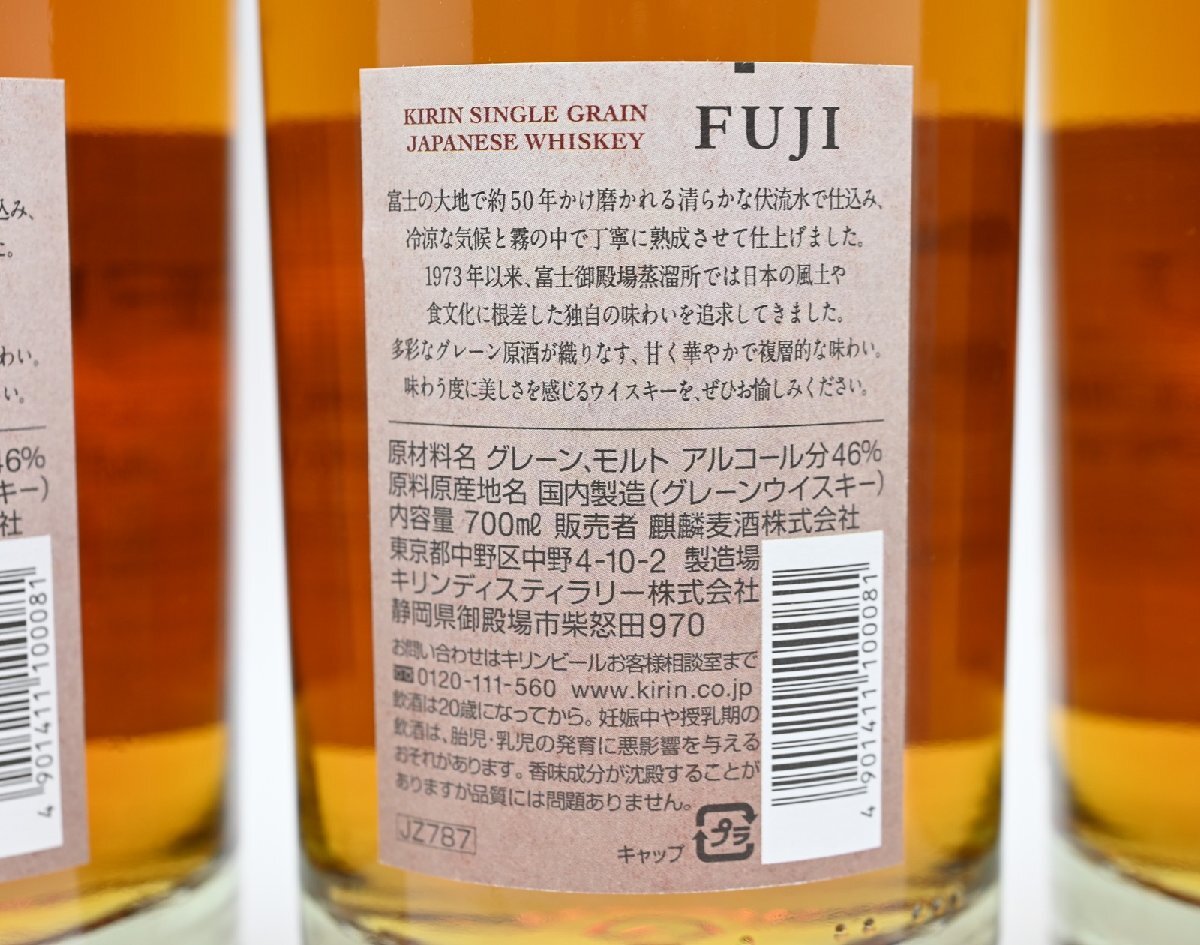 KIRIN SINGLE GRAIN
JAPANESE WHISKEY
FUJI
富士の大地で約50年かけ磨かれる清らかな伏流水で仕込み、
冷涼な気候と霧の中で丁寧に熟成させて仕上げました。
1973年以来、富士御殿場蒸溜所では日本の風土や
食文化に根差した独自の味わいを追求してきました。
多彩なグレーン原酒が織りなす、甘く華やかで複層的な味わい。
味わう度に美しさを感じるウイスキーを、ぜひお愉しみください。
原材料名 グレーン、モルト アルコール分46%
原料原産地名 国内製造(グレーンウイスキー)
内容量 700mℓ 販売者 麒麟麦酒株式会社
東京都中野区中野4-10-2 製造場
キリンディスティラリー株式会社
静岡県御殿場市柴怒田970
お問い合わせはキリンビールお客様相談室まで
0120-111-560 www.kirin.co.jp
飲酒は20歳になってから。妊娠中や授乳期の
飲酒は、胎児・乳児の発育に悪影響を与える
おそれがあります。香味成分が沈殿することが
ありますが品質には問題ありません。
JZ787
キャップ プラ
4 901411 100081
込み、
た。
わい。
い。
46%
キー)
社
4 901411 100081